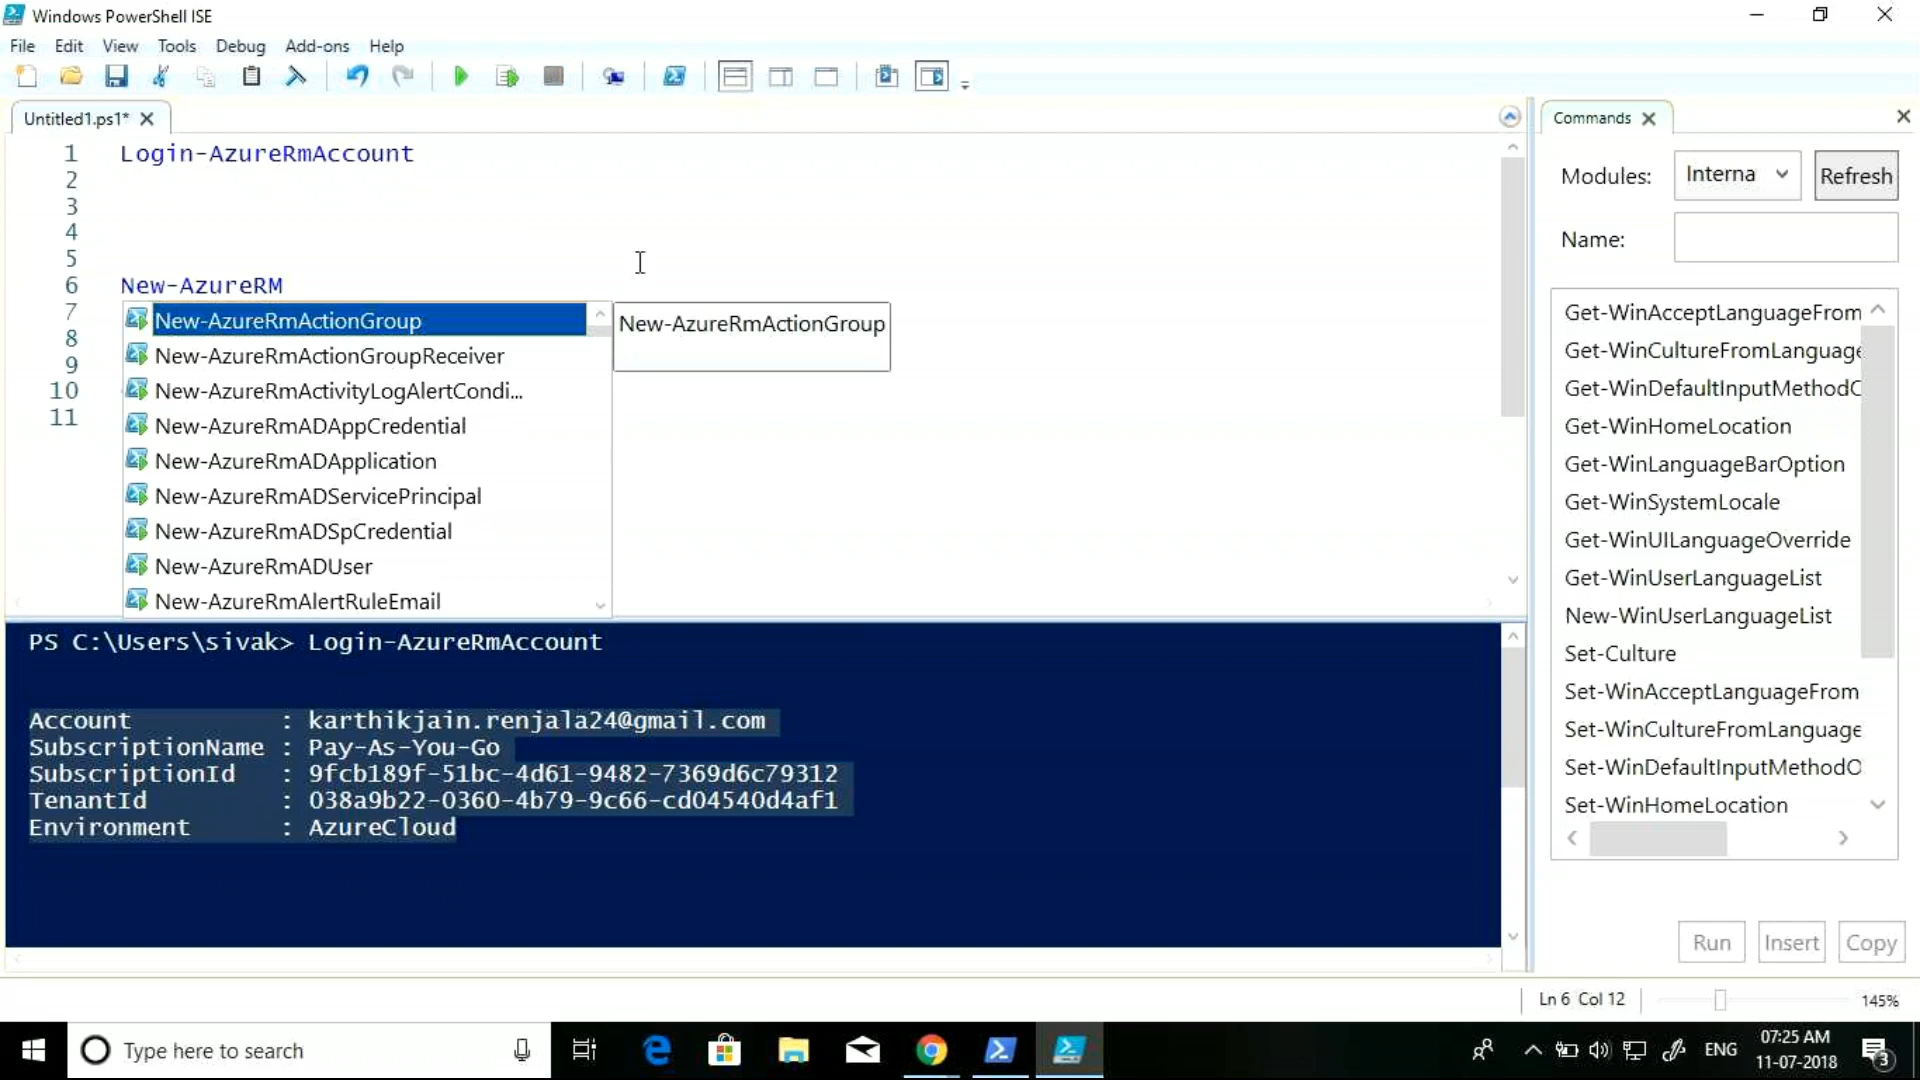 Windows PowerShell ISE
File Edit View Tools Debug Add-ons Help
Untitled1.ps1*
1 Login-AzureRmAccount
2
3
4
5
6 New-AzureRM
7
8
9
10
11
New-AzureRmActionGroup
New-AzureRmActionGroupReceiver
New-AzureRmActivityLogAlertCondi...
New-AzureRmADAppCredential
New-AzureRmADApplication
New-AzureRmADServicePrincipal
New-AzureRmADSpCredential
New-AzureRmADUser
New-AzureRmAlertRuleEmail
New-AzureRmActionGroup
PS C:\Users\sivak> Login-AzureRmAccount
Account : karthikjain.renjala24@gmail.com
SubscriptionName : Pay-As-You-Go
SubscriptionId : 9fcb189f-51bc-4d61-9482-7369d6c79312
TenantId : 038a9b22-0360-4b79-9c66-cd04540d4af1
Environment : AzureCloud
Commands
Modules: Interna Refresh
Name:
Get-WinAcceptLanguageFrom
Get-WinCultureFromLanguage
Get-WinDefaultInputMethodO
Get-WinHomeLocation
Get-WinLanguageBarOption
Get-WinSystemLocale
Get-WinUILanguageOverride
Get-WinUserLanguageList
New-WinUserLanguageList
Set-Culture
Set-WinAcceptLanguageFrom
Set-WinCultureFromLanguage
Set-WinDefaultInputMethodO
Set-WinHomeLocation
Run Insert Copy
Ln 6 Col 12 145%
Type here to search
ENG
07:25 AM
11-07-2018
3